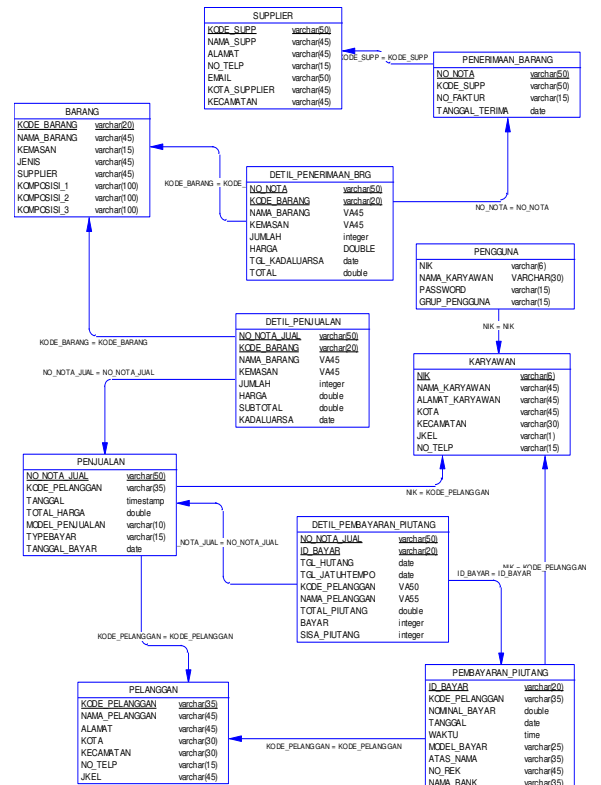 SUPPLIER
KODE_SUPP varchar(50)
NAMA_SUPP varchar(45)
ALAMAT varchar(45)
NO_TELP varchar(15)
EMAIL varchar(50)
KOTA_SUPPLIER varchar(45)
KECAMATAN varchar(45)
KODE_SUPP = KODE_SUPP
PENERIMAAN_BARANG
NO_NOTA varchar(50)
KODE_SUPP varchar(50)
NO_FAKTUR varchar(15)
TANGGAL_TERIMA date
BARANG
KODE_BARANG varchar(20)
NAMA_BARANG varchar(45)
KEMASAN varchar(15)
JENIS varchar(45)
SUPPLIER varchar(45)
KOMPOSISI_1 varchar(100)
KOMPOSISI_2 varchar(100)
KOMPOSISI_3 varchar(100)
KODE_BARANG = KODE_
DETIL_PENERIMAAN_BRG
NO_NOTA varchar(50)
KODE_BARANG varchar(20)
NAMA_BARANG VA45
KEMASAN VA45
JUMLAH integer
HARGA DOUBLE
TGL_KADALUARSA date
TOTAL double
NO_NOTA = NO_NOTA
PENGGUNA
NIK varchar(6)
NAMA_KARYAWAN VARCHAR(30)
PASSWORD varchar(15)
GRUP_PENGGUNA varchar(15)
NIK = NIK
DETIL_PENJUALAN
NO_NOTA_JUAL varchar(50)
KODE_BARANG varchar(20)
NAMA_BARANG VA45
KEMASAN VA45
JUMLAH integer
HARGA double
SUBTOTAL double
KADALUARSA date
KODE_BARANG = KODE_BARANG
NO_NOTA_JUAL = NO_NOTA_JUAL
KARYAWAN
NIK varchar(6)
NAMA_KARYAWAN varchar(45)
ALAMAT_KARYAWAN varchar(45)
KOTA varchar(45)
KECAMATAN varchar(30)
JKEL varchar(1)
NO_TELP varchar(15)
PENJUALAN
NO_NOTA_JUAL varchar(50)
KODE_PELANGGAN varchar(35)
TANGGAL timestamp
TOTAL_HARGA double
MODEL_PENJUALAN varchar(10)
TYPEBAYAR varchar(15)
TANGGAL_BAYAR date
NIK = KODE_PELANGGAN
_NOTA_JUAL = NO_NOTA_JUAL
DETIL_PEMBAYARAN_PIUTANG
NO_NOTA_JUAL varchar(50)
ID_BAYAR varchar(20)
TGL_HUTANG date
TGL_JATUHTEMPO date
KODE_PELANGGAN VA50
NAMA_PELANGGAN VA55
TOTAL_PIUTANG double
BAYAR integer
SISA_PIUTANG integer
NIK = KODE_PELANGGAN
ID_BAYAR = ID_BAYAR
KODE_PELANGGAN = KODE_PELANGGAN
PELANGGAN
KODE_PELANGGAN varchar(35)
NAMA_PELANGGAN varchar(45)
ALAMAT varchar(45)
KOTA varchar(30)
KECAMATAN varchar(30)
NO_TELP varchar(15)
JKEL varchar(45)
KODE_PELANGGAN = KODE_PELANGGAN
PEMBAYARAN_PIUTANG
ID_BAYAR varchar(20)
KODE_PELANGGAN varchar(35)
NOMINAL_BAYAR double
TANGGAL date
WAKTU time
MODEL_BAYAR varchar(25)
ATAS_NAMA varchar(35)
NO_REK varchar(45)
NAMA_BANK varchar(35)